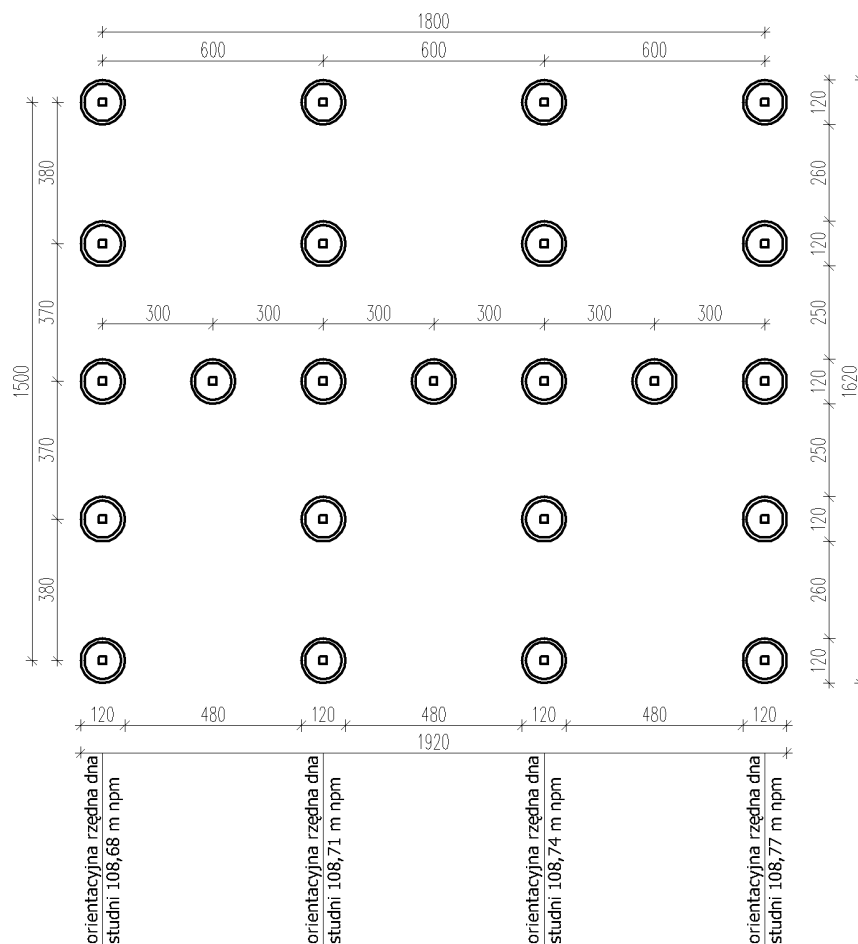 1800
600 600 600
120
380
260
120
370
300 300 300 300 300 300
250
1500
120
1620
370
250
120
380
260
120
120 480 120 480 120 480 120
1920
orientacyjna rzędna dna
studni 108,68 m npm
orientacyjna rzędna dna
studni 108,71 m npm
orientacyjna rzędna dna
studni 108,74 m npm
orientacyjna rzędna dna
studni 108,77 m npm